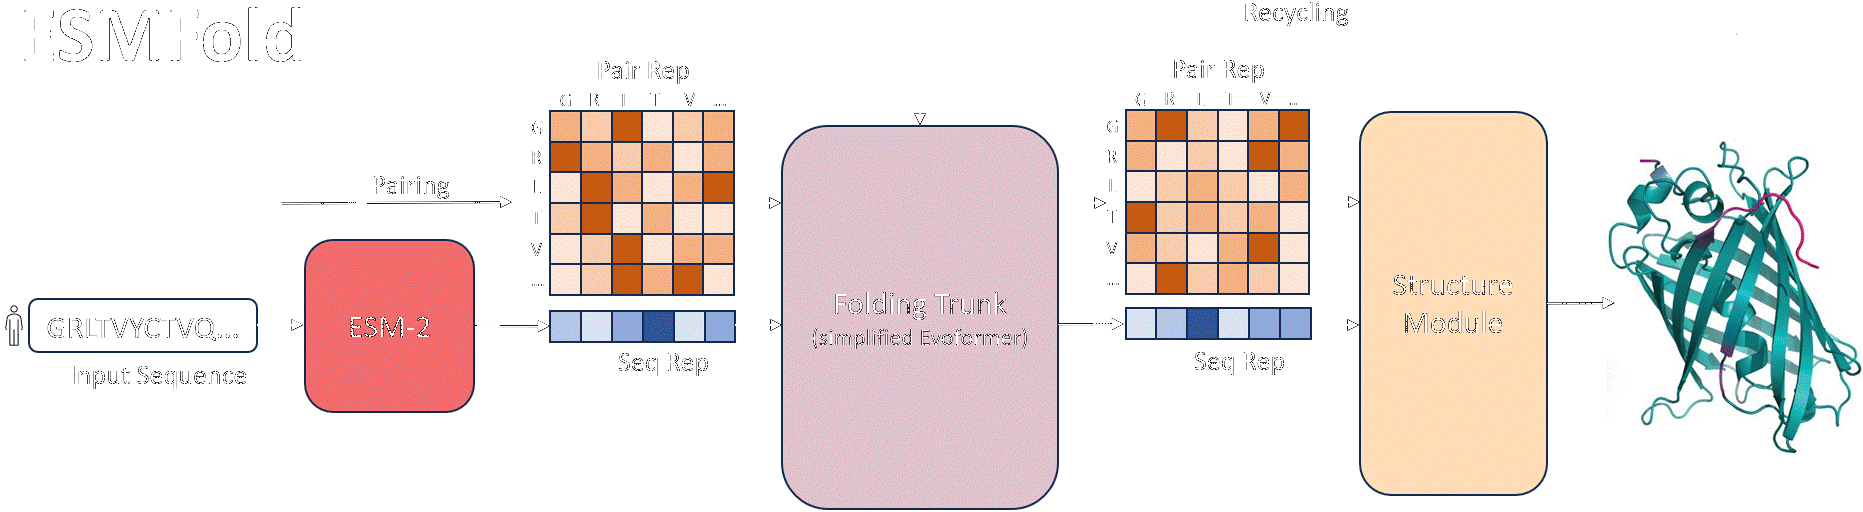 ESMFold
Recycling
Pair Rep
G R L T V ....
G
R
L
T
V
....
Pairing
GRLTVYCTVQ...
Input Sequence
ESM-2
Seq Rep
Folding Trunk
(simplified Evoformer)
Pair Rep
G R L T V ..
G
R
L
T
V
....
Seq Rep
Structure
Module